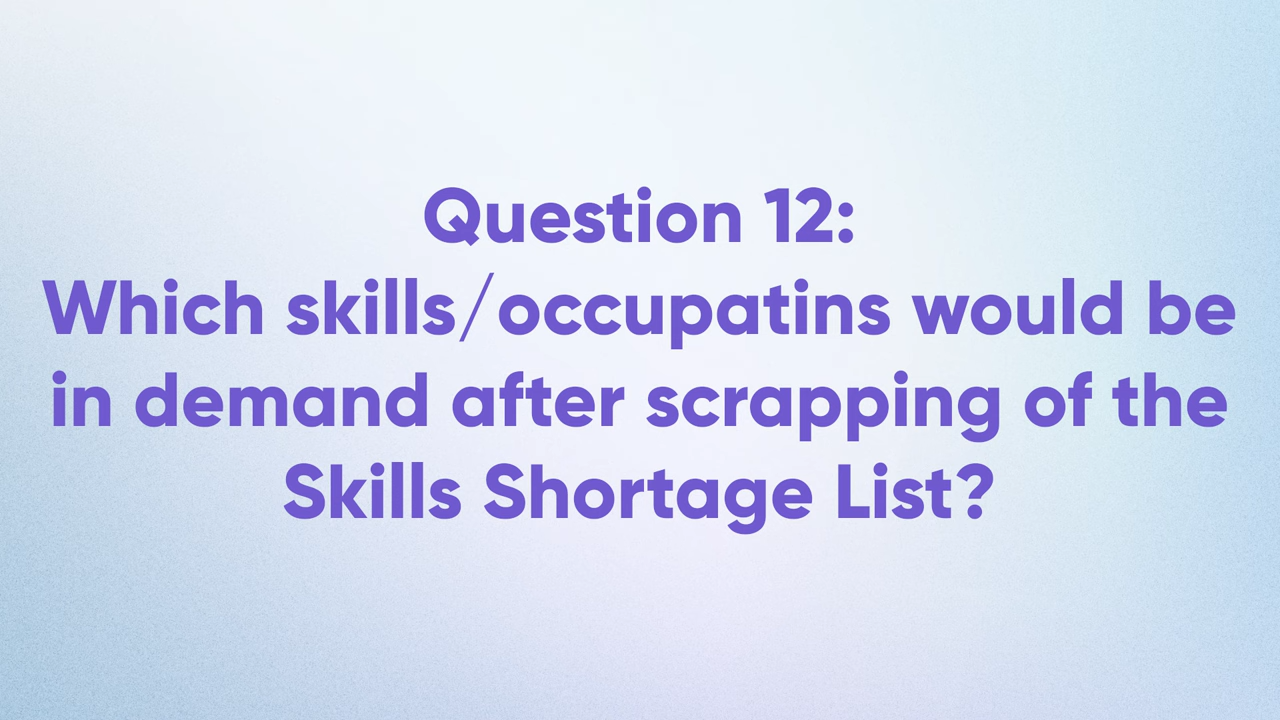 Question 12:
Which skills/occupatins would be
in demand after scrapping of the
Skills Shortage List?